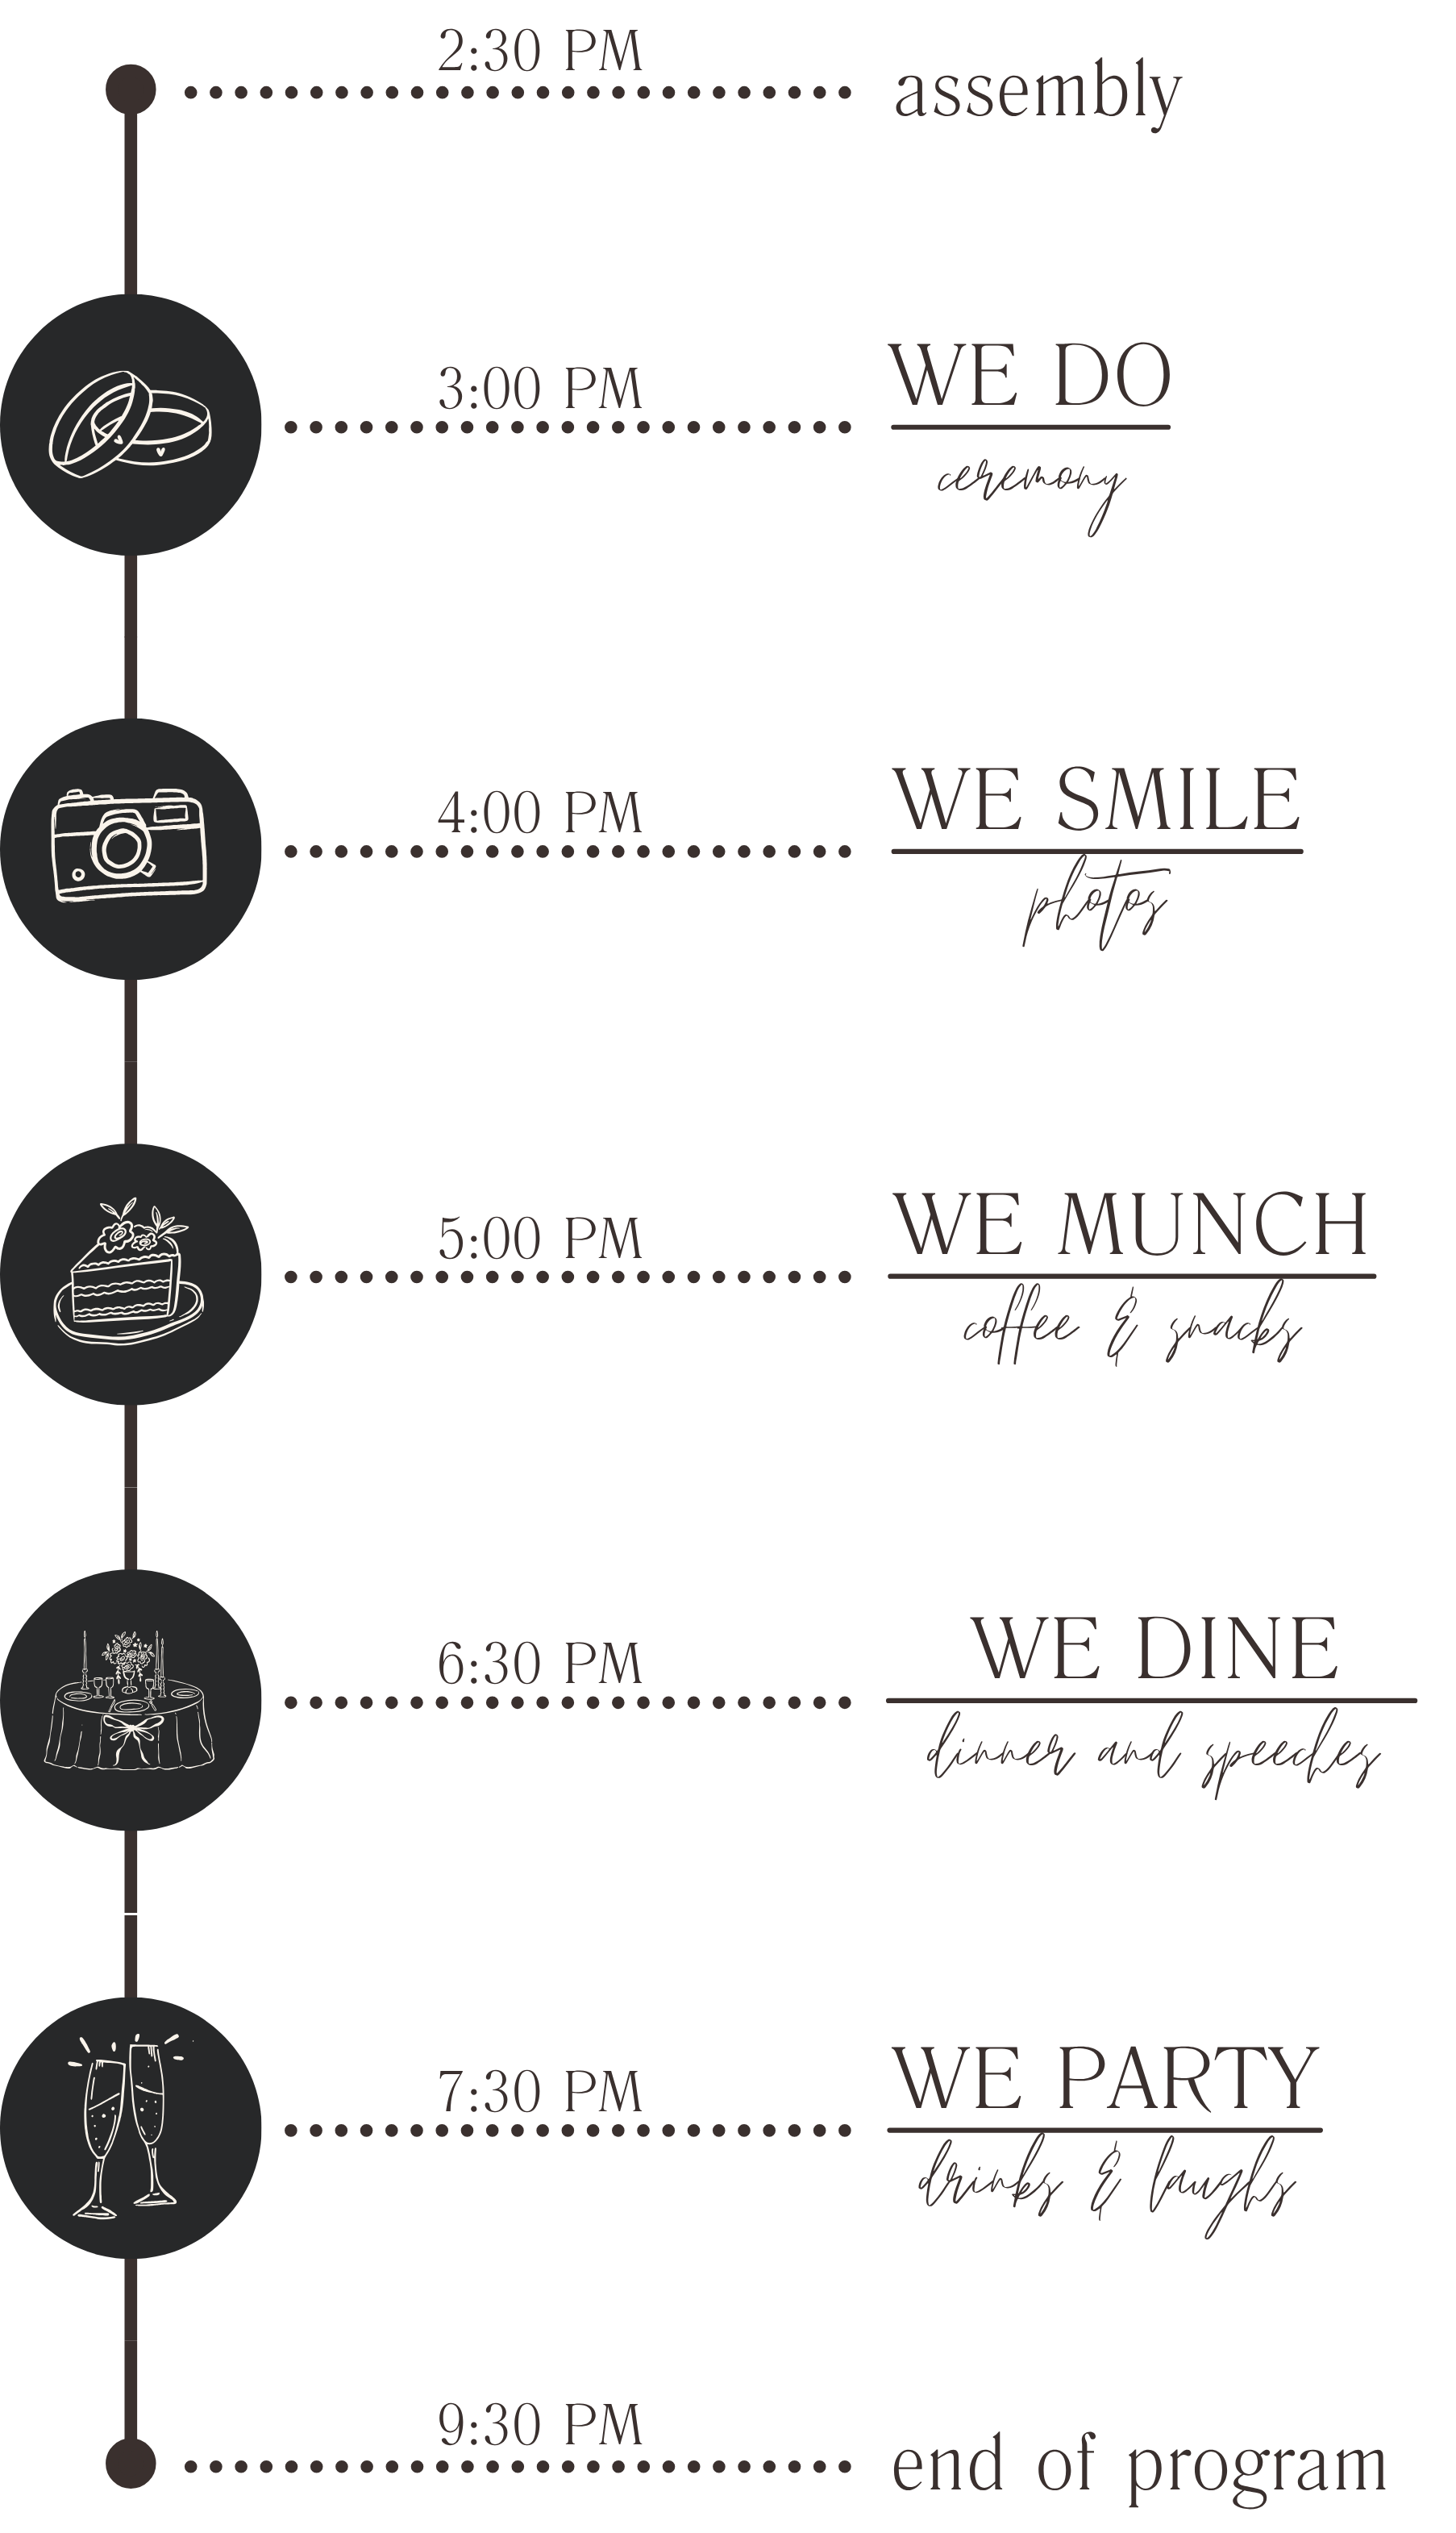 2:30 PM
assembly
3:00 PM
WE DO
ceremony
4:00 PM
WE SMILE
photos
5:00 PM
WE MUNCH
coffee & snacks
6:30 PM
WE DINE
dinner and speeches
7:30 PM
WE PARTY
drinks & laughs
9:30 PM
end of program